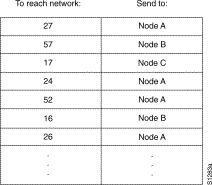 To reach network: Send to:
27 Node A
57 Node B
17 Node C
24 Node A
52 Node A
16 Node B
26 Node A
. .
. .
. .
S1283a